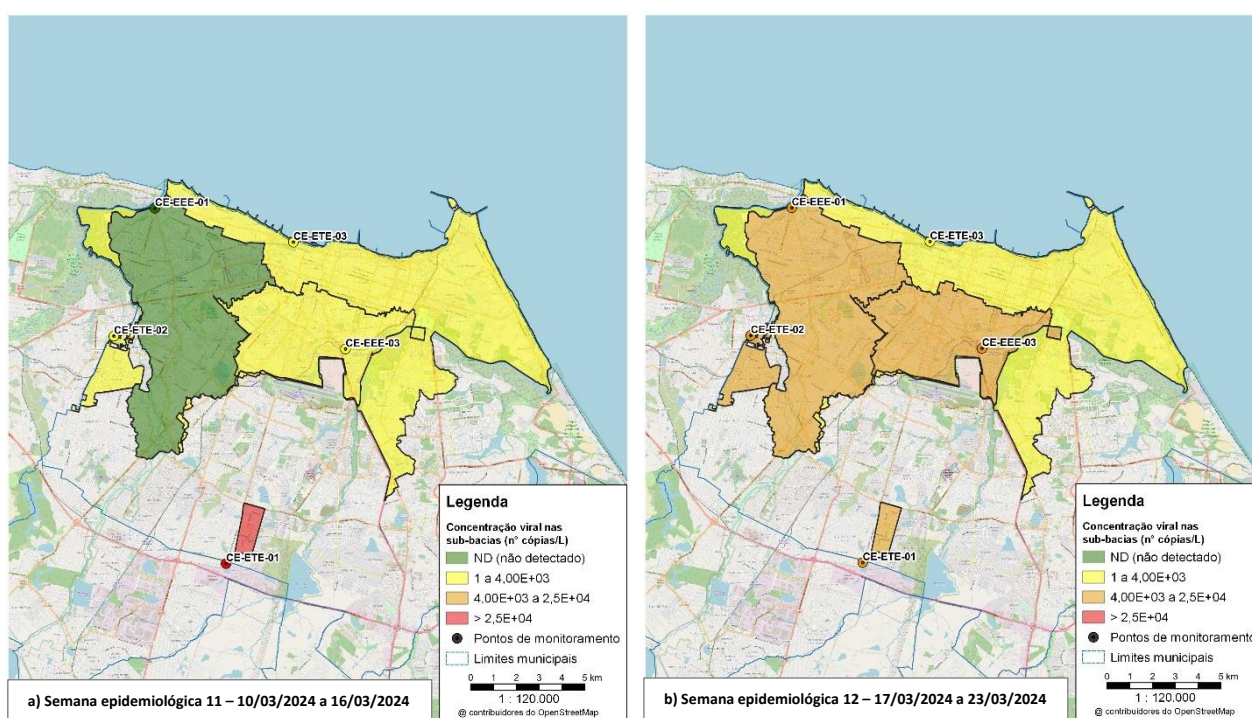 CE-EEE-01
CE-ETE-03
CE-ETE-02
CE-EEE-03
CE-ETE-01
Legenda
Concentração viral nas
sub-bacias (n° cópias/L)
ND (não detectado)
1 a 4,00E+03
4,00E+03 a 2,5E+04
> 2,5E+04
Pontos de monitoramento
Limites municipais
0 1 2 3 4 5 km
1 : 120.000
@ contribuidores do OpenStreetMap
a) Semana epidemiológica 11 – 10/03/2024 a 16/03/2024
CE-EEE-01
CE-ETE-03
CE-ETE-02
CE-EEE-03
CE-ETE-01
Legenda
Concentração viral nas
sub-bacias (n° cópias/L)
ND (não detectado)
1 a 4,00E+03
4,00E+03 a 2,5E+04
> 2,5E+04
Pontos de monitoramento
Limites municipais
0 1 2 3 4 5 km
1 : 120.000
@ contribuidores do OpenStreetMap
b) Semana epidemiológica 12 – 17/03/2024 a 23/03/2024